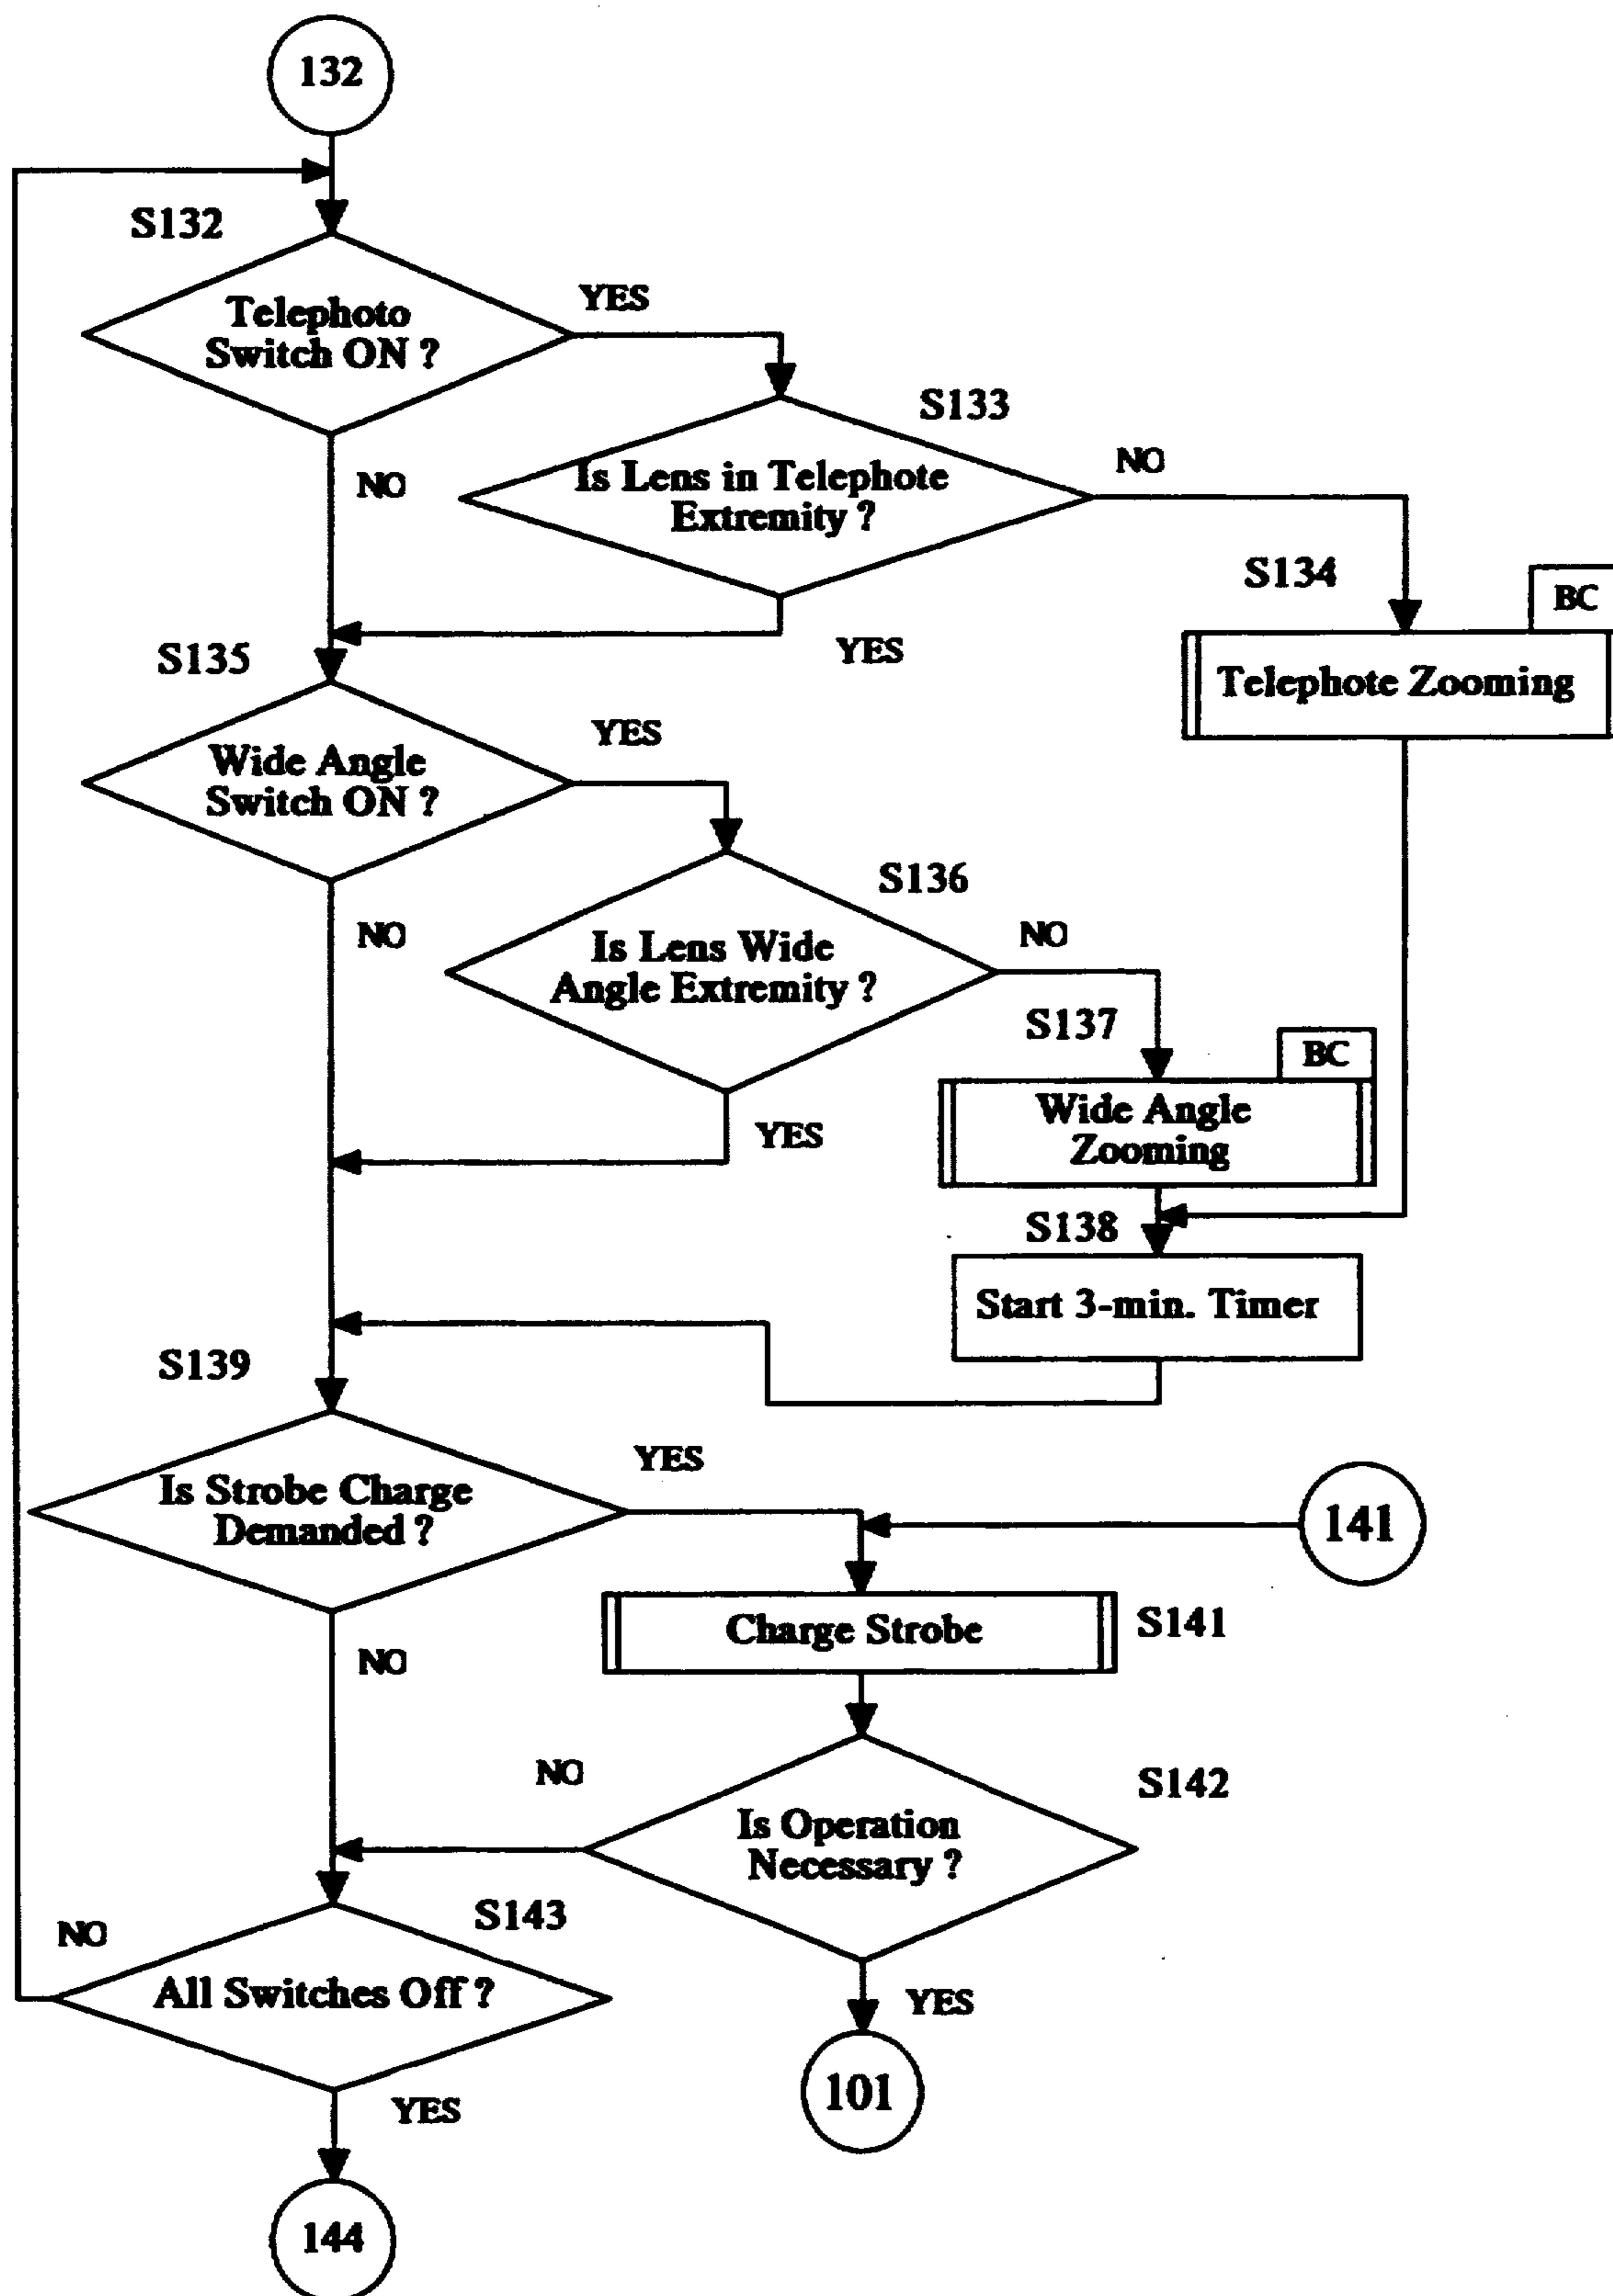 132
S132
Telephoto
Switch ON ?
YES
NO
S133
Is Lens in Telephote
Extremity ?
NO
YES
S134
BC
Telephote Zooming
S135
Wide Angle
Switch ON ?
YES
NO
S136
Is Lens Wide
Angle Extremity ?
NO
YES
S137
BC
Wide Angle
Zooming
S138
Start 3-min. Timer
S139
Is Strobe Charge
Demanded ?
YES
NO
141
Charge Strobe
S141
S142
Is Operation
Necessary ?
NO
YES
101
S143
All Switches Off ?
NO
YES
144